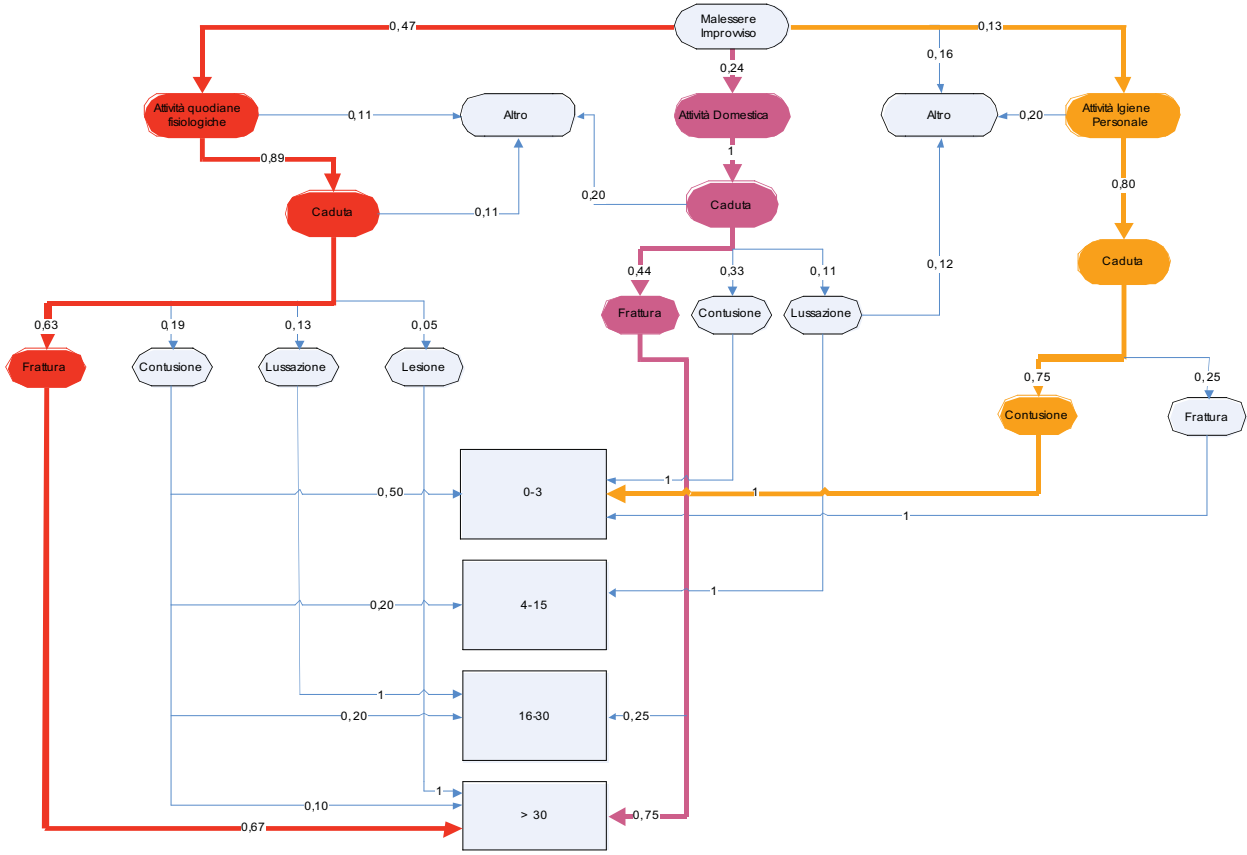 Malessere
Improvviso
0,47
0,13
0,16
0,24
Attività quodiane
fisiologiche
0,11
Altro
Attività Domestica
Altro
0,20
Attività Igiene
Personale
0,89
1
0,80
Caduta
0,11
0,20
Caduta
0,12
Caduta
0,44
0,33
0,11
Frattura
Contusione
Lussazione
0,63
0,19
0,13
0,05
Frattura
Contusione
Lussazione
Lesione
0,75
0,25
Contusione
Frattura
1
0,50
0-3
1
1
1
0,20
4-15
1
0,20
16-30
0,25
1
0,10
> 30
0,75
0,67